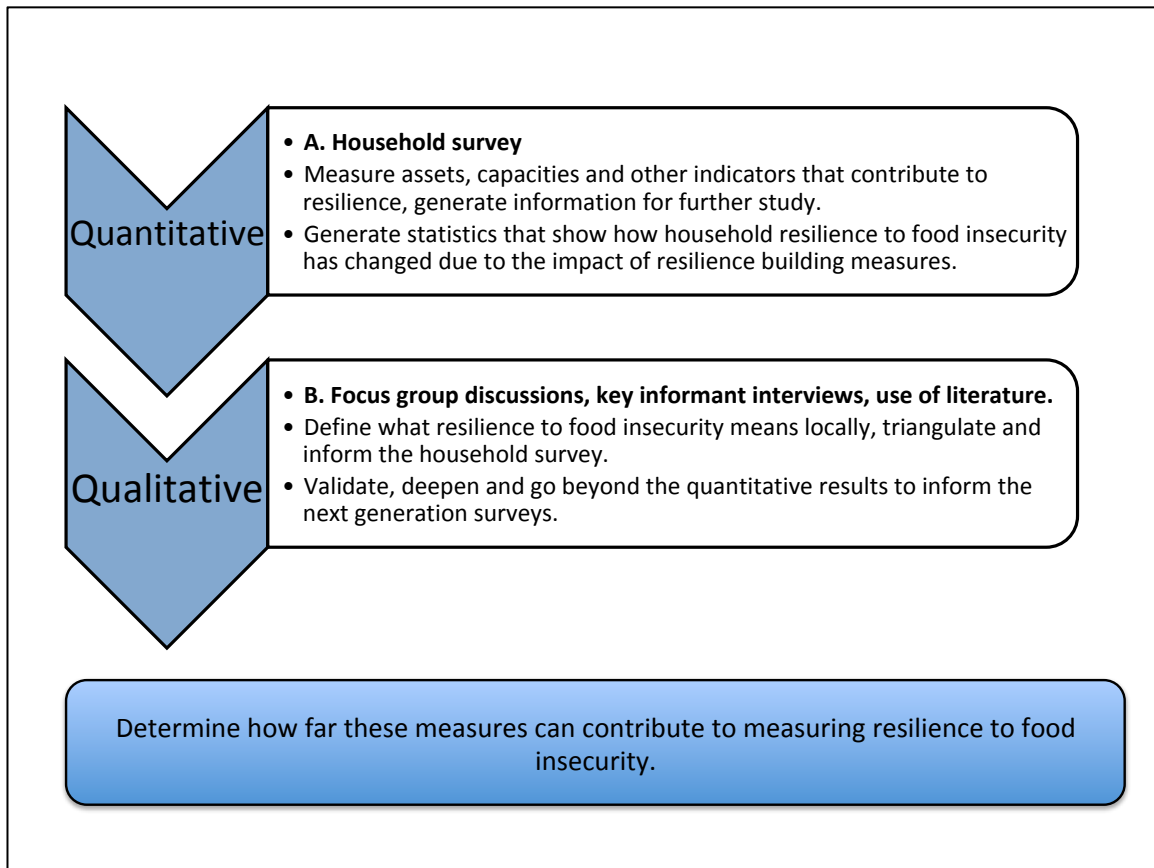 Quantitative
• A. Household survey
• Measure assets, capacities and other indicators that contribute to
resilience, generate information for further study.
• Generate statistics that show how household resilience to food insecurity
has changed due to the impact of resilience building measures.
Qualitative
• B. Focus group discussions, key informant interviews, use of literature.
• Define what resilience to food insecurity means locally, triangulate and
inform the household survey.
• Validate, deepen and go beyond the quantitative results to inform the
next generation surveys.
Determine how far these measures can contribute to measuring resilience to food
insecurity.